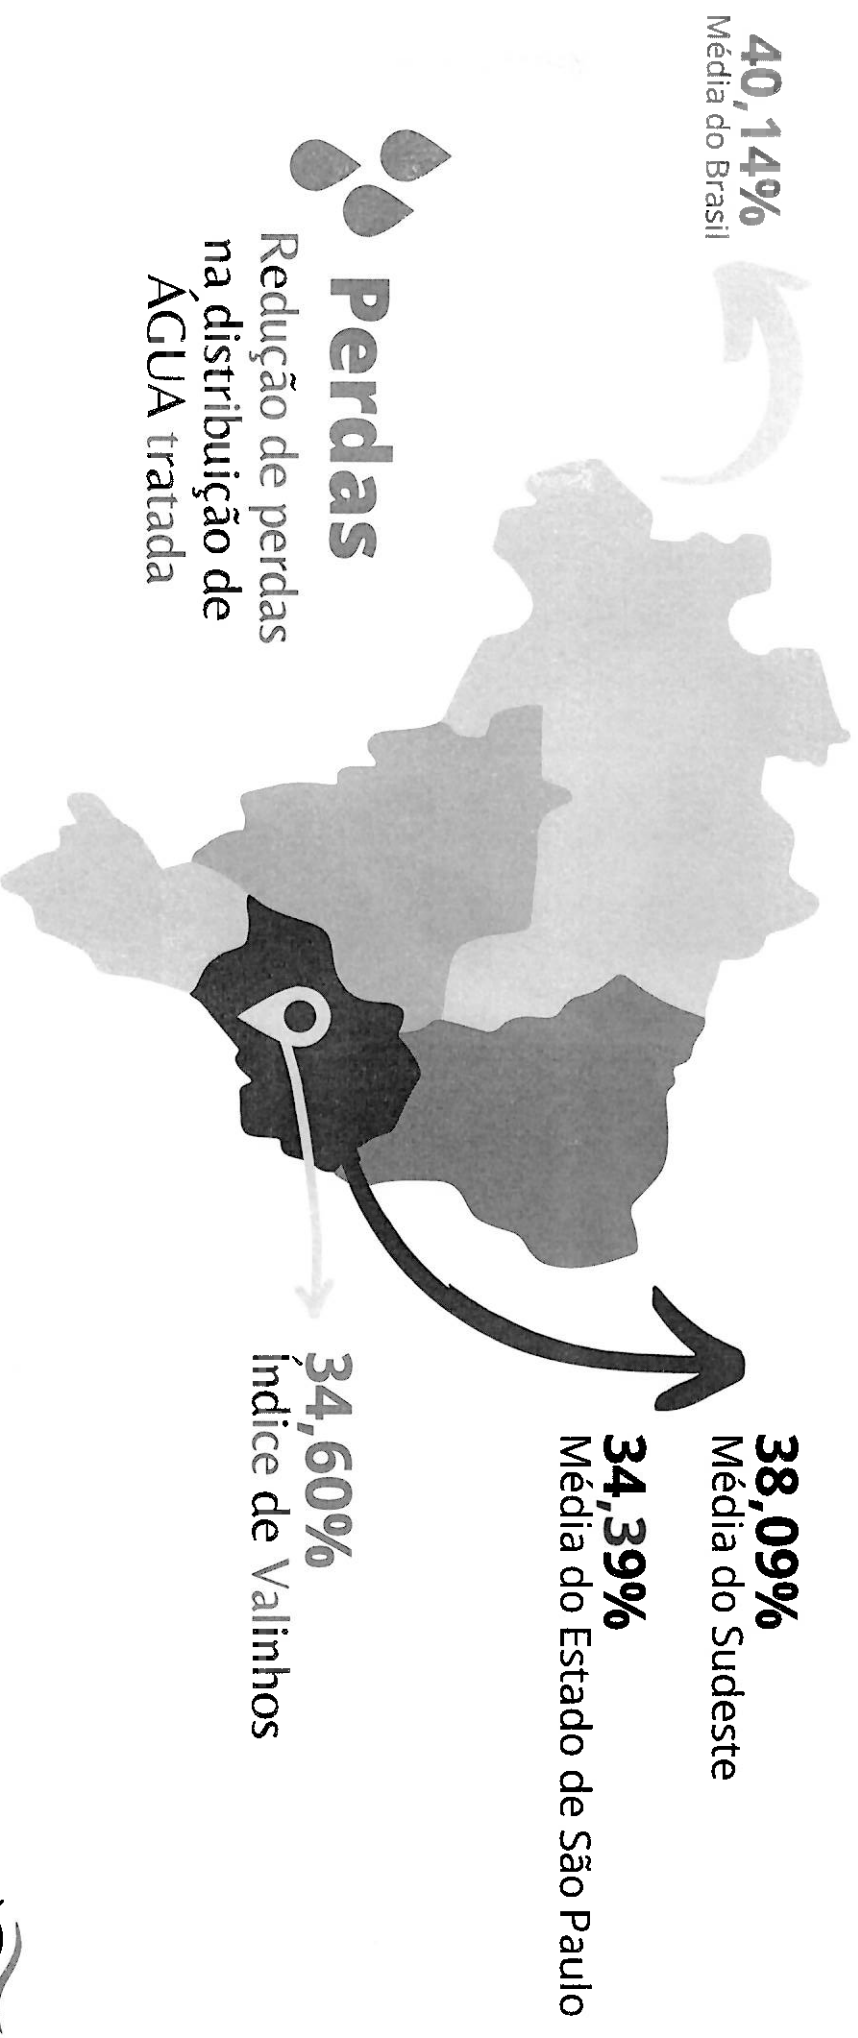 40,14%
Média do Brasil
38,09%
Média do Sudeste
34,39%
Média do Estado de São Paulo
Perdas
Redução de perdas
na distribuição de
ÁGUA tratada
34,60%
Índice de Valinhos